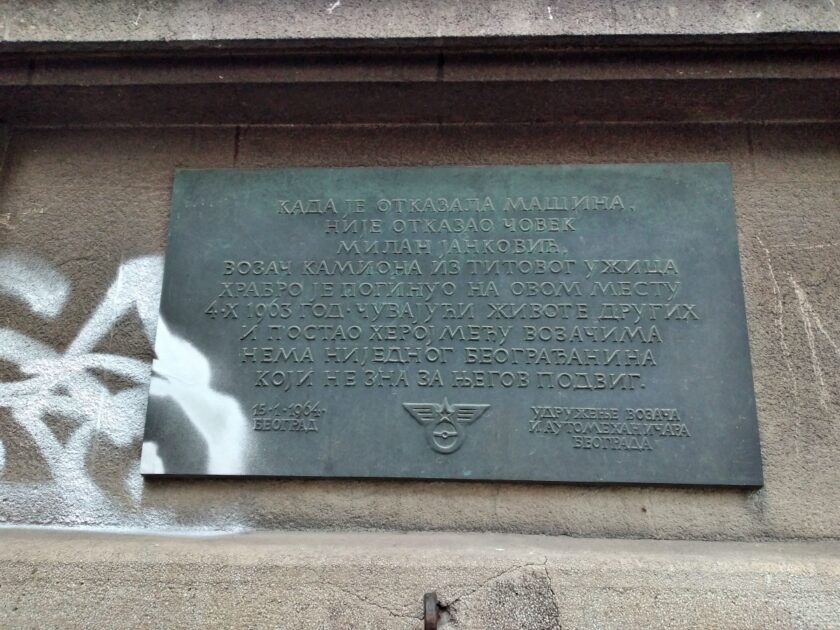 КАДА ЈЕ ОТКАЗАЛА МАШИНА,
НИЈЕ ОТКАЗАО ЧОВЕК
МИЛАН ЈАНКОВИЋ,
ВОЗАЧ КАМИОНА ИЗ ТИТОВОГ УЖИЦА
ХРАБРО ЈЕ ПОГИНУО НА ОВОМ МЕСТУ
4·X 1963 ГОД· ЧУВАЈУЋИ ЖИВОТЕ ДРУГИХ
И ПОСТАО ХЕРОЈ МЕЂУ ВОЗАЧИМА
НЕМА НИЈЕДНОГ БЕОГРАЂАНИНА
КОЈИ НЕ ЗНА ЗА ЊЕГОВ ПОДВИГ.
15·1·1964·
БЕОГРАД
УДРУЖЕЊЕ ВОЗАЧА
И АУТОМЕХАНИЧАРА
БЕОГРАДА